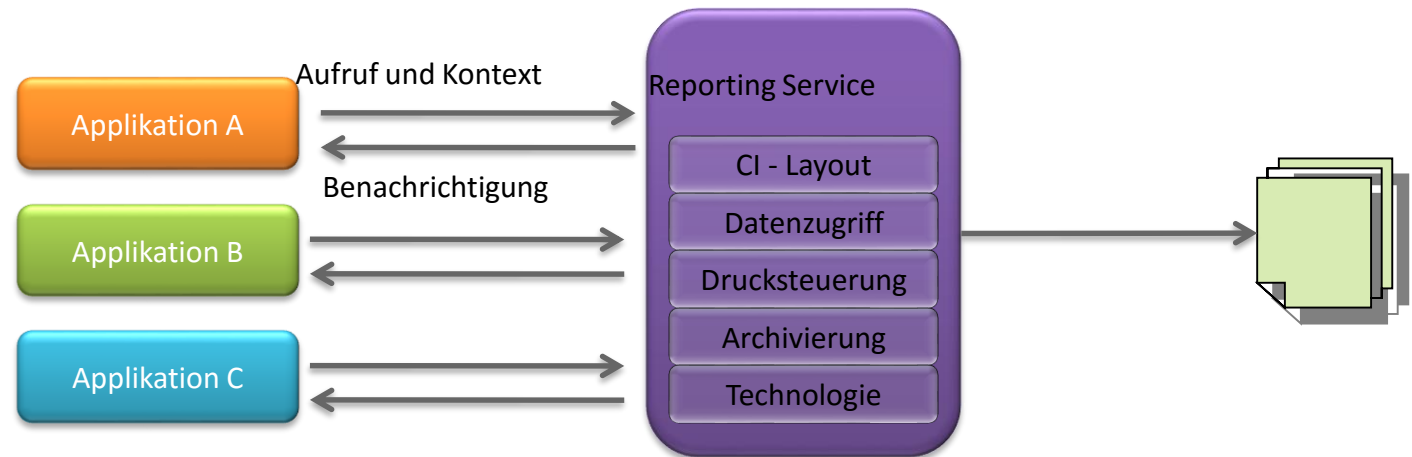 Aufruf und Kontext
Reporting Service
Applikation A
CI - Layout
Benachrichtigung
Datenzugriff
Applikation B
Drucksteuerung
Archivierung
Applikation C
Technologie